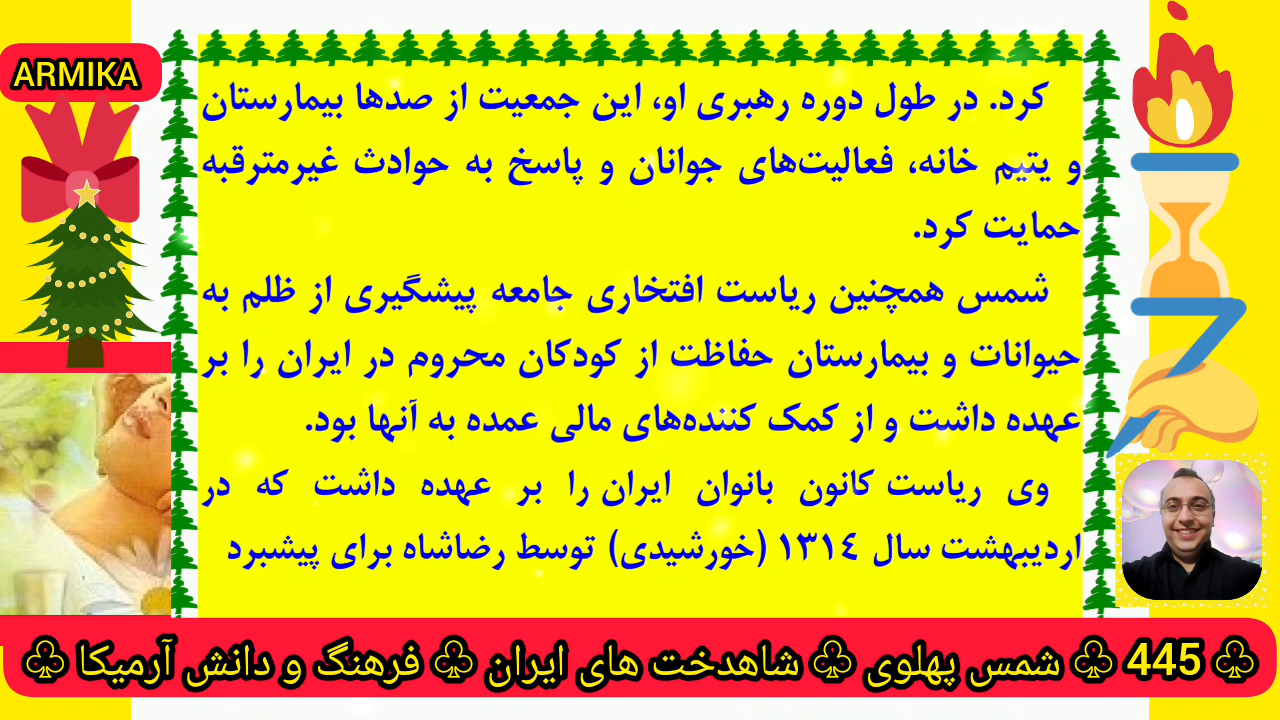 ARMIKA
کرد. در طول دوره رهبری او، این جمعیت از صدها بیمارستان
و یتیم خانه، فعالیت‌های جوانان و پاسخ به حوادث غیرمترقبه
حمایت کرد.
شمس همچنین ریاست افتخاری جامعه پیشگیری از ظلم به
حیوانات و بیمارستان حفاظت از کودکان محروم در ایران را بر
عهده داشت و از کمک کننده‌های مالی عمده به آنها بود.
وی ریاست کانون بانوان ایران را بر عهده داشت که در
اردیبهشت سال ١٣١٤ (خورشیدی) توسط رضاشاه برای پیشبرد
♧ 445 ♧ شمس پهلوی ♧ شاهدخت های ایران ♧ فرهنگ و دانش آرمیکا ♧